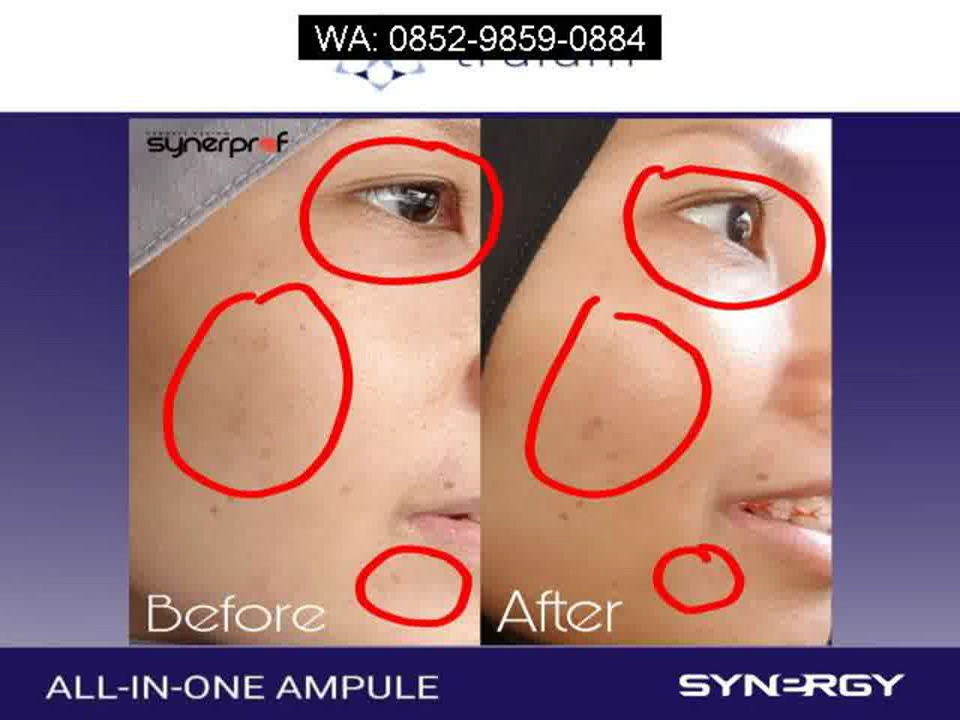 WA: 0852-9859-0884
synerprof
Before
After
ALL-IN-ONE AMPULE
SYNERGY